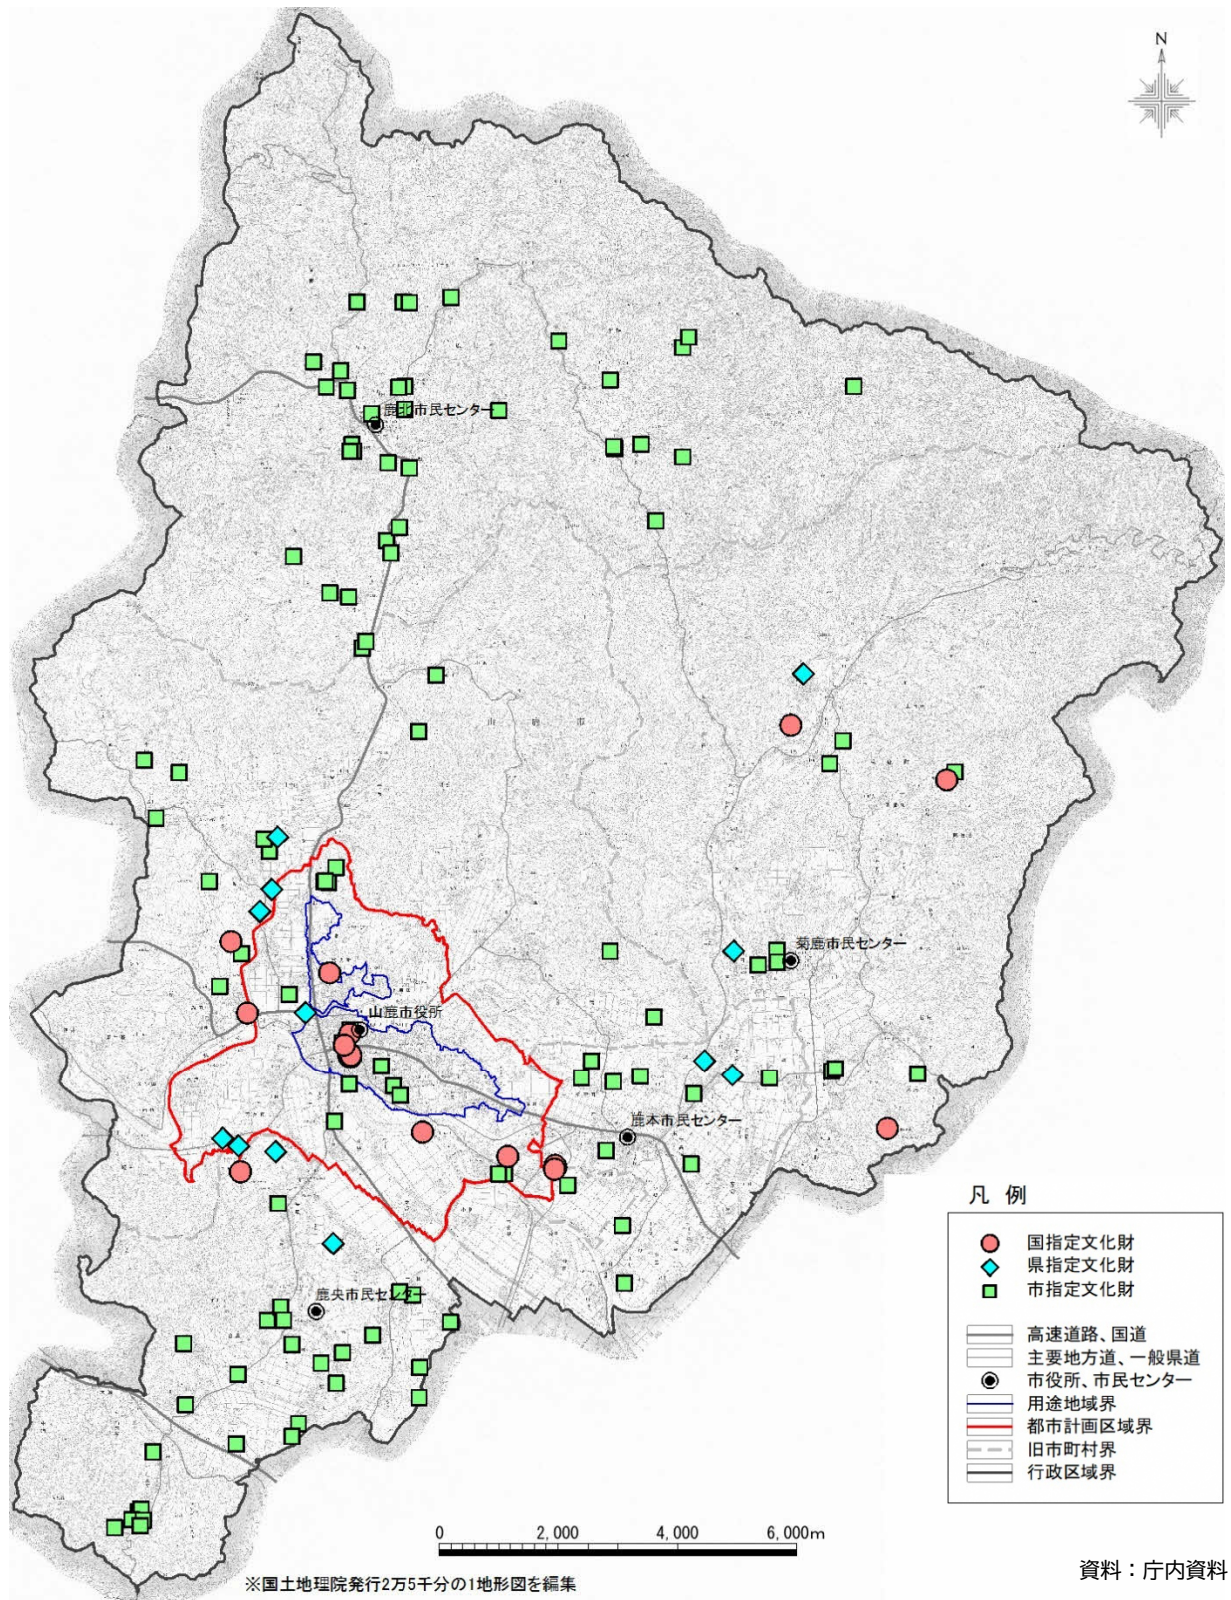 N
鹿北市民センター
山鹿市
菊鹿市民センター
山鹿市役所
鹿本市民センター
鹿央市民センター
凡 例
国指定文化財
県指定文化財
市指定文化財
高速道路、国道
主要地方道、一般県道
市役所、市民センター
用途地域界
都市計画区域界
旧市町村界
行政区域界
0 2,000 4,000 6,000m
※国土地理院発行2万5千分の1地形図を編集
資料：庁内資料